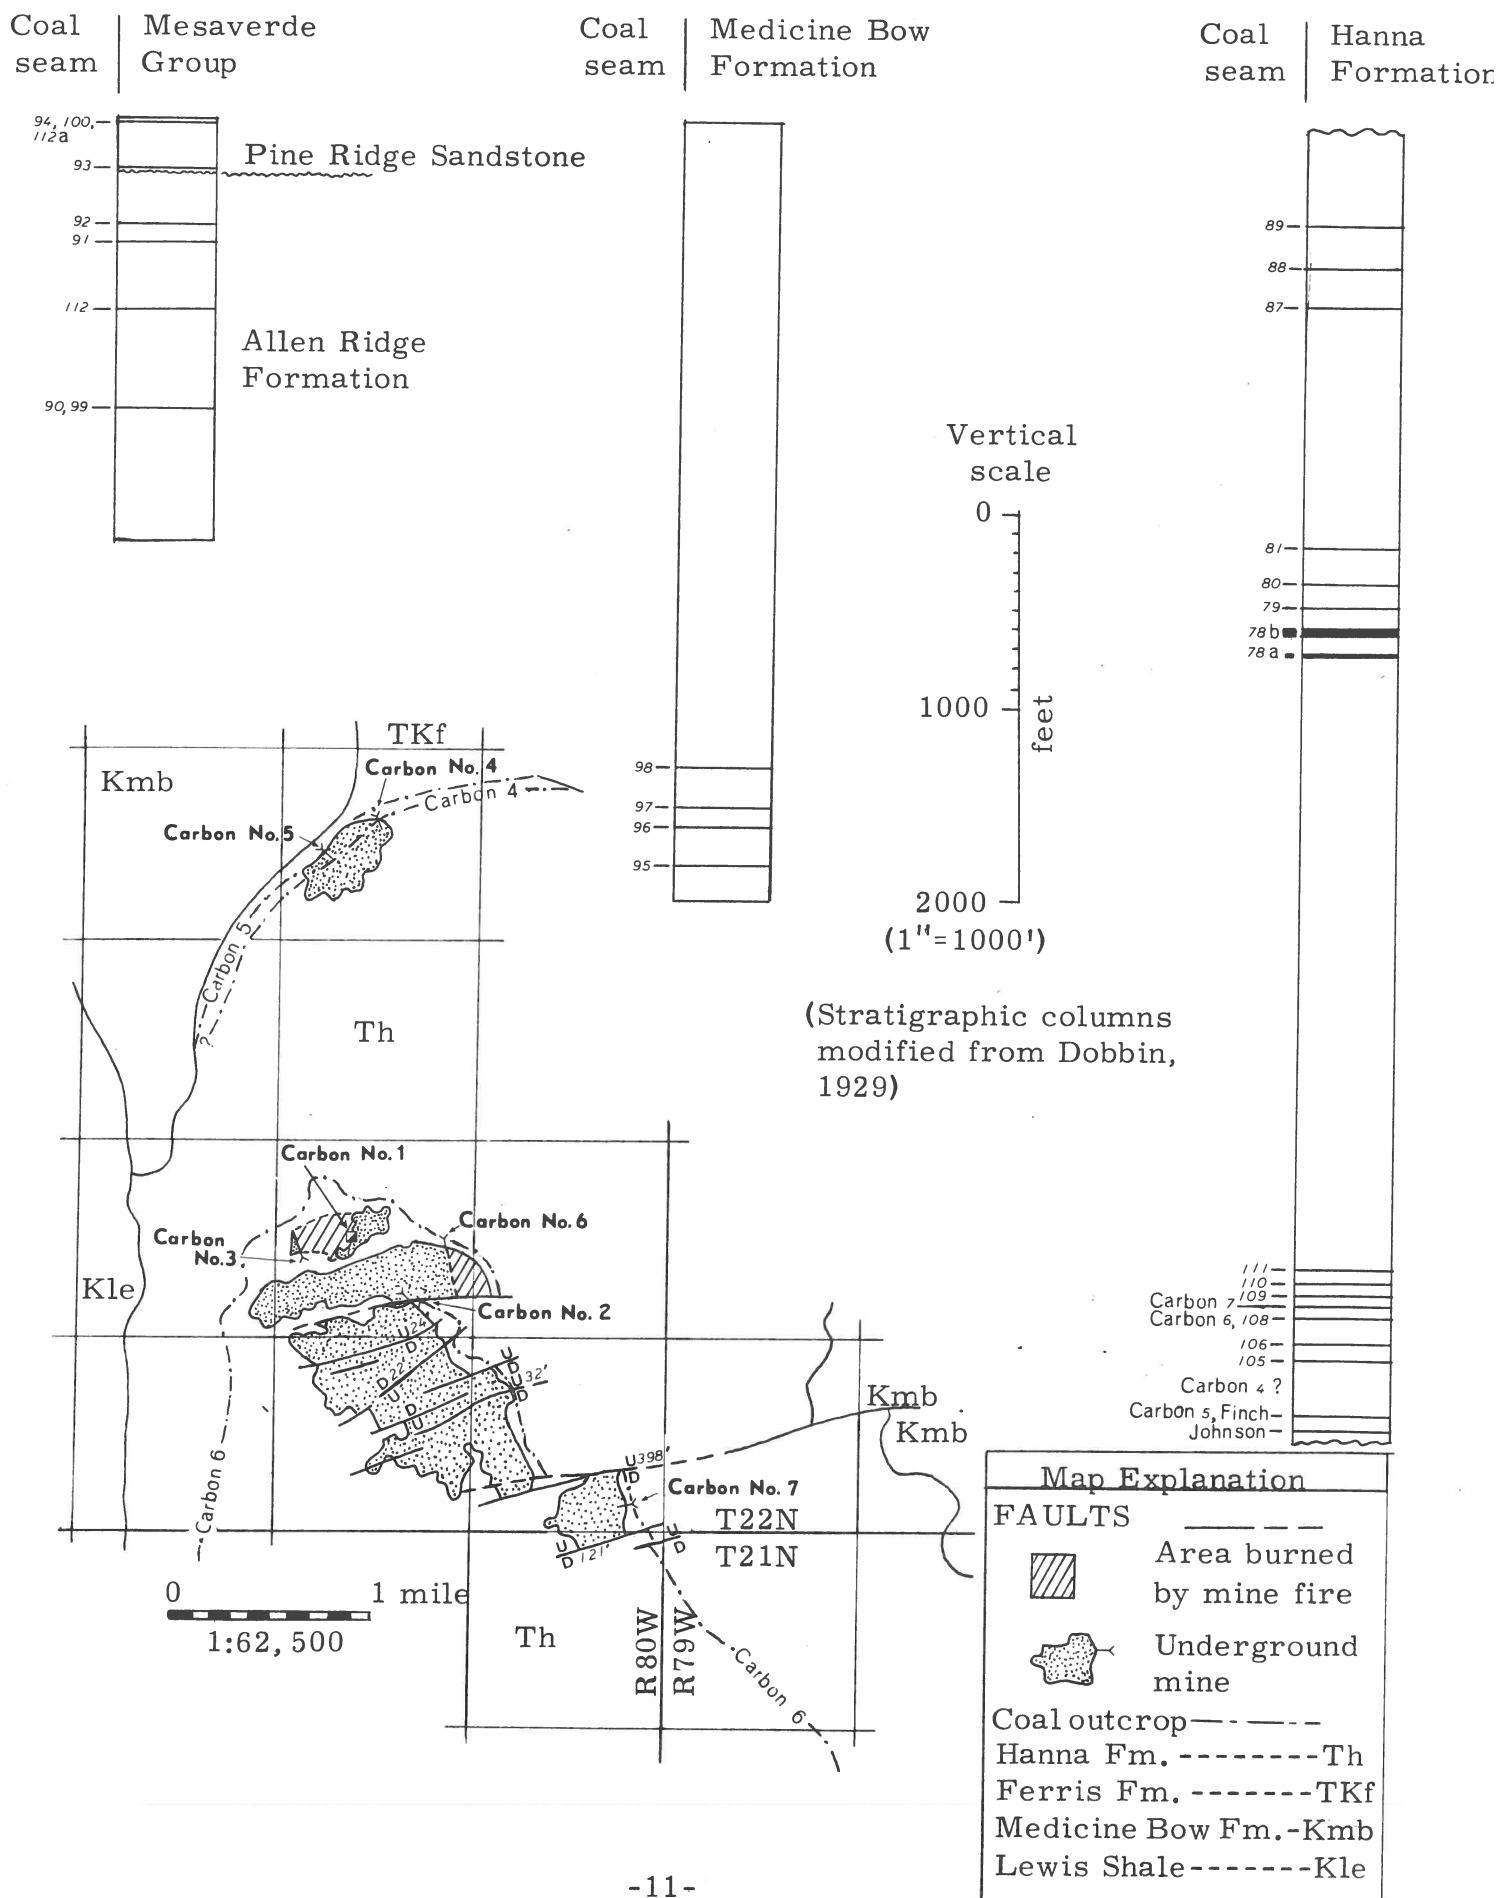 Coal seam
Mesaverde Group
94, 100, 112a
93
92
91
112
90, 99
Pine Ridge Sandstone
Allen Ridge
Formation
Coal seam
Medicine Bow Formation
98
97
96
95
Vertical
scale
0
1000
2000
feet
(1"=1000')
(Stratigraphic columns
modified from Dobbin,
1929)
Coal seam
Hanna Formation
89
88
87
81
80
79
78b
78a
111
110
109
Carbon 7
Carbon 6, 108
106
105
Carbon 4 ?
Carbon 5, Finch
Johnson
TKf
Kmb
Carbon No. 4
Carbon 4
Carbon No. 5
Carbon 5
?
Th
Carbon No. 1
Carbon No. 6
Carbon
No. 3
Kle
Carbon No. 2
U 24'
D
D 22'
U
U
D
U 32'
D
D
U
Kmb
Kmb
U 398'
D
Carbon No. 7
Carbon 6
T22N
T21N
U
D 121'
U
D
0 1 mile
1:62,500
Th
R80W
R79W
Carbon 6
Map Explanation
FAULTS
Area burned
by mine fire
Underground
mine
Coal outcrop
Hanna Fm. --------Th
Ferris Fm. -------TKf
Medicine Bow Fm.-Kmb
Lewis Shale-------Kle
-11-